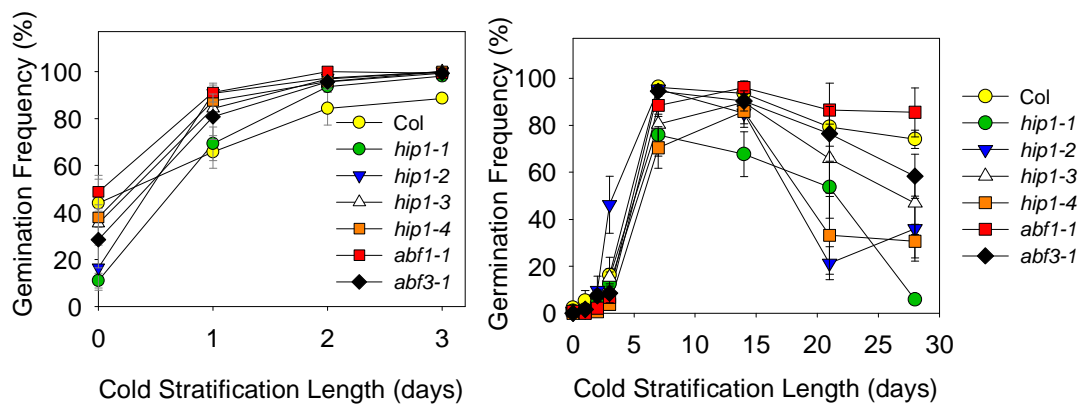 Gemination Frequency (%)
100
80
60
40
20
0
0
1
2
3
Cold Stratification Length (days)
Col
hip1-1
hip1-2
hip1-3
hip1-4
abf1-1
abf3-1
Germination Frequency (%)
100
80
60
40
20
0
0
5
10
15
20
25
30
Cold Stratification Length (days)
Col
hip1-1
hip1-2
hip1-3
hip1-4
abf1-1
abf3-1